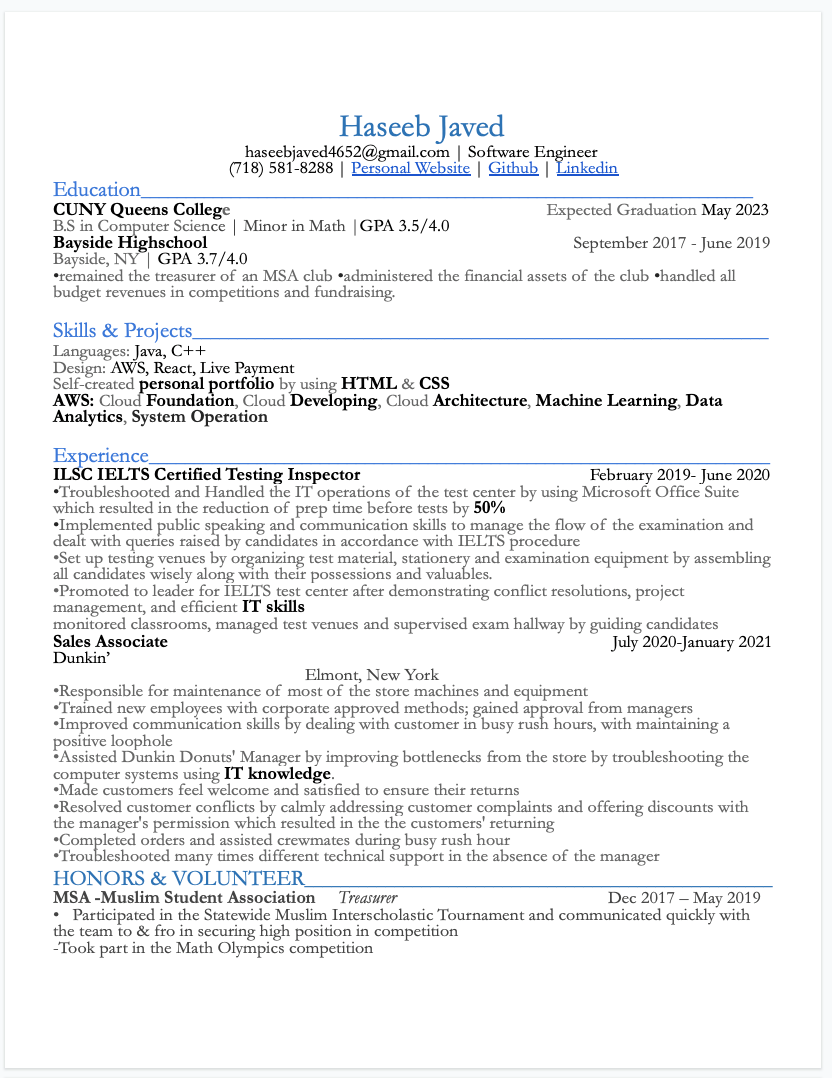 Haseeb Javed
haseebjaved4652@gmail.com | Software Engineer
(718) 581-8288 | Personal Website | Github | Linkedin
Education
CUNY Queens College Expected Graduation May 2023
B.S in Computer Science | Minor in Math |GPA 3.5/4.0
Bayside Highschool September 2017 - June 2019
Bayside, NY | GPA 3.7/4.0
•remained the treasurer of an MSA club •administered the financial assets of the club •handled all
budget revenues in competitions and fundraising.
Skills & Projects
Languages: Java, C++
Design: AWS, React, Live Payment
Self-created personal portfolio by using HTML & CSS
AWS: Cloud Foundation, Cloud Developing, Cloud Architecture, Machine Learning, Data
Analytics, System Operation
Experience
ILSC IELTS Certified Testing Inspector February 2019- June 2020
•Troubleshooted and Handled the IT operations of the test center by using Microsoft Office Suite
which resulted in the reduction of prep time before tests by 50%
•Implemented public speaking and communication skills to manage the flow of the examination and
dealt with queries raised by candidates in accordance with IELTS procedure
•Set up testing venues by organizing test material, stationery and examination equipment by assembling
all candidates wisely along with their possessions and valuables.
•Promoted to leader for IELTS test center after demonstrating conflict resolutions, project
management, and efficient IT skills
monitored classrooms, managed test venues and supervised exam hallway by guiding candidates
Sales Associate July 2020-January 2021
Dunkin’
Elmont, New York
•Responsible for maintenance of most of the store machines and equipment
•Trained new employees with corporate approved methods; gained approval from managers
•Improved communication skills by dealing with customer in busy rush hours, with maintaining a
positive loophole
•Assisted Dunkin Donuts' Manager by improving bottlenecks from the store by troubleshooting the
computer systems using IT knowledge.
•Made customers feel welcome and satisfied to ensure their returns
•Resolved customer conflicts by calmly addressing customer complaints and offering discounts with
the manager's permission which resulted in the the customers' returning
•Completed orders and assisted crewmates during busy rush hour
•Troubleshooted many times different technical support in the absence of the manager
HONORS & VOLUNTEER
MSA -Muslim Student Association Treasurer Dec 2017 – May 2019
• Participated in the Statewide Muslim Interscholastic Tournament and communicated quickly with
the team to & fro in securing high position in competition
-Took part in the Math Olympics competition